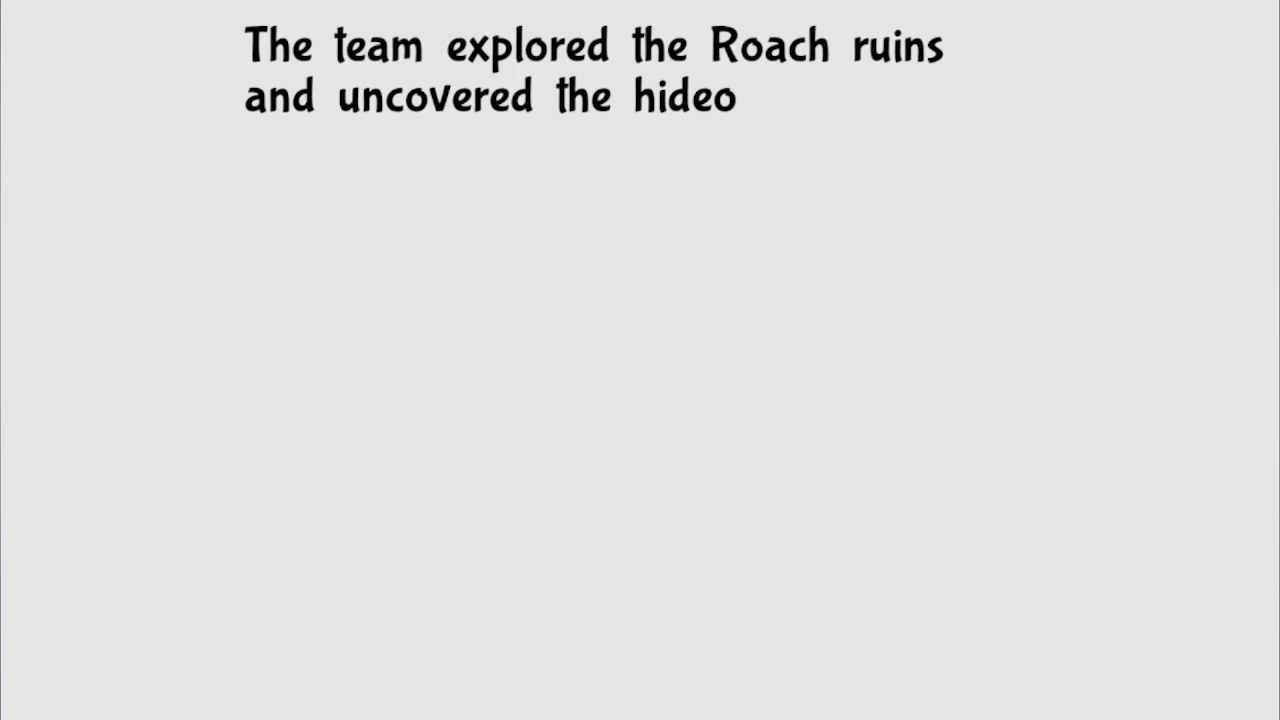 The team explored the Roach ruins
and uncovered the hideo